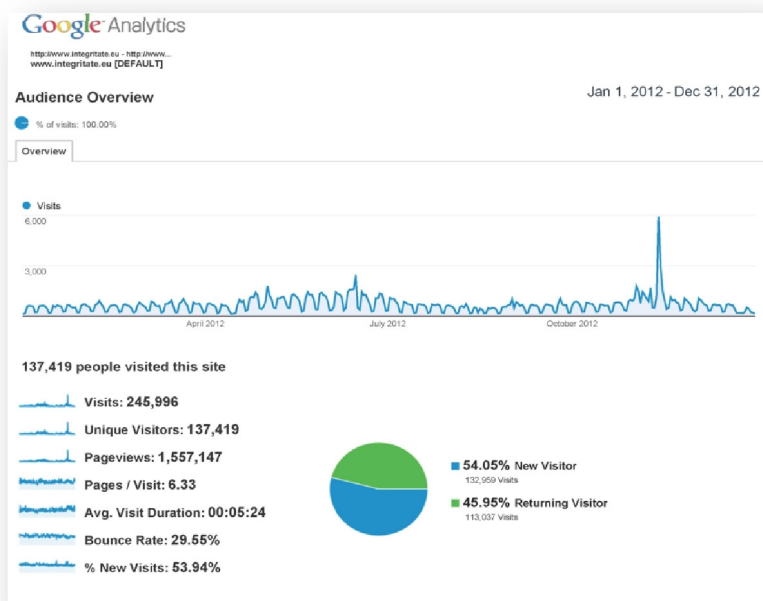 Google Analytics
http://www.integritate.eu - http://www...
www.integritate.eu [DEFAULT]
Audience Overview
Jan 1, 2012 - Dec 31, 2012
% of visits: 100.00%
Overview
Visits
6,000
3,000
April 2012
July 2012
October 2012
137,419 people visited this site
Visits: 245,996
Unique Visitors: 137,419
Pageviews: 1,557,147
Pages / Visit: 6.33
Avg. Visit Duration: 00:05:24
Bounce Rate: 29.55%
% New Visits: 53.94%
54.05% New Visitor
132,959 Visits
45.95% Returning Visitor
113,037 Visits